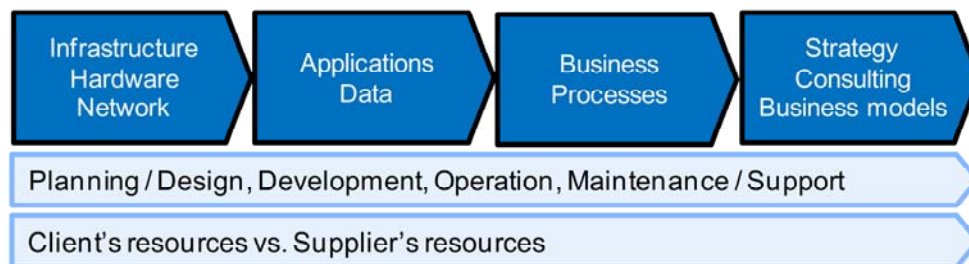 Infrastructure
Hardware
Network
Applications
Data
Business
Processes
Strategy
Consulting
Business models
Planning / Design, Development, Operation, Maintenance / Support
Client's resources vs. Supplier's resources